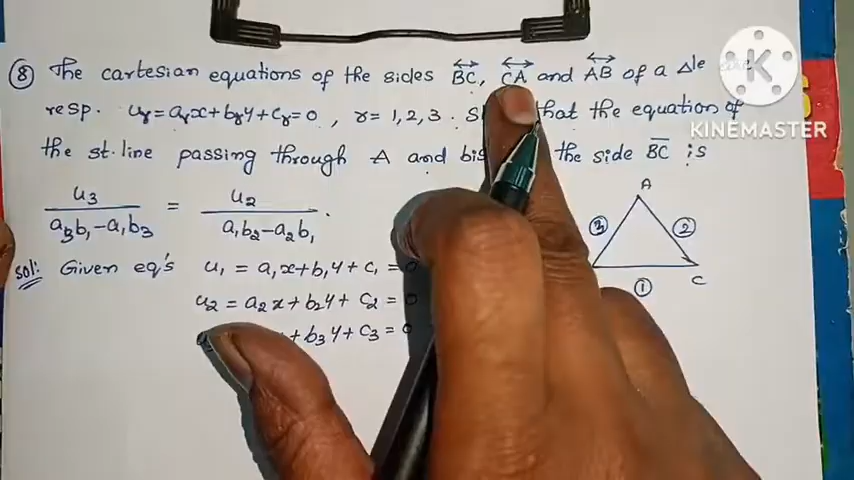 ⑧ The cartesian equations of the sides BC, CA and AB of a Δle
resp. uᵣ=aᵣx+bᵣy+cᵣ=0, r=1,2,3. that the equation of
the st.line passing through A and the side BC is
u₃/(a₃b₁-a₁b₃) = u₂/(a₁b₂-a₂b₁).
sol: Given eq's u₁ = a₁x+b₁y+c₁ = 0
u₂ = a₂x+b₂y+c₂ = 0
+b₃y+c₃ = 0
A
③ ②
① C
K
KINEMASTER